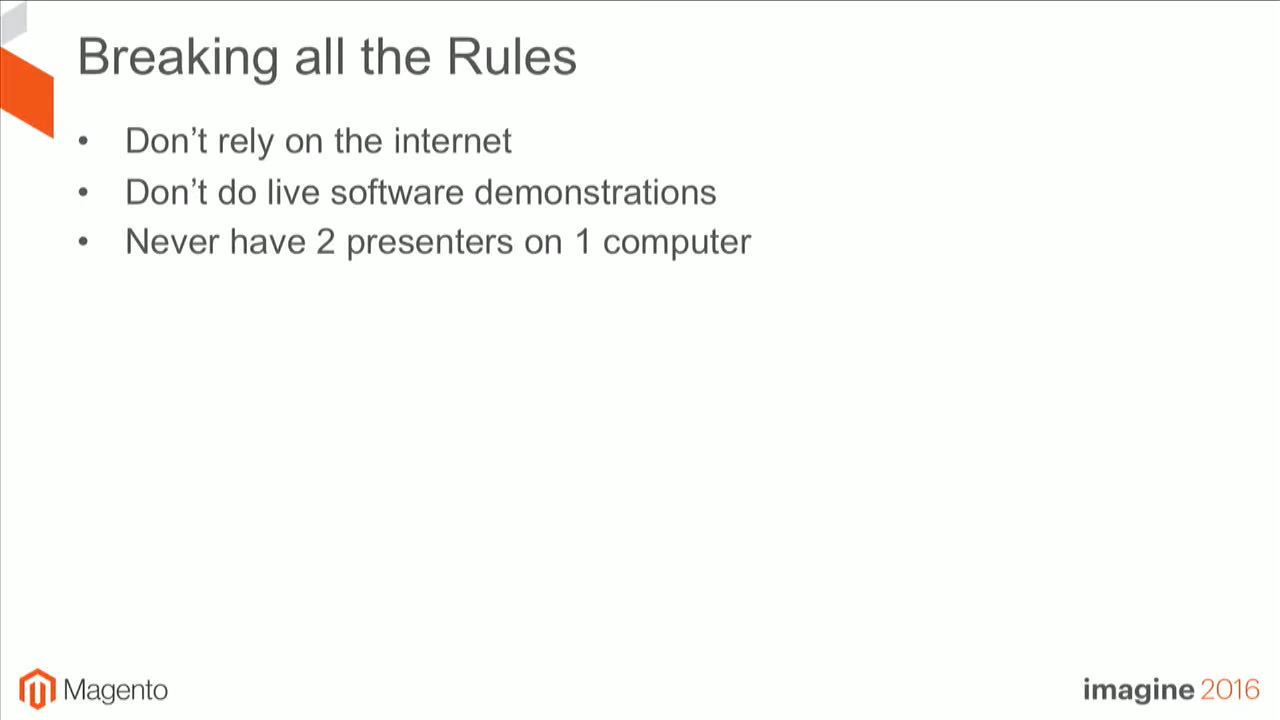 Breaking all the Rules
• Don’t rely on the internet
• Don’t do live software demonstrations
• Never have 2 presenters on 1 computer
Magento
imagine 2016